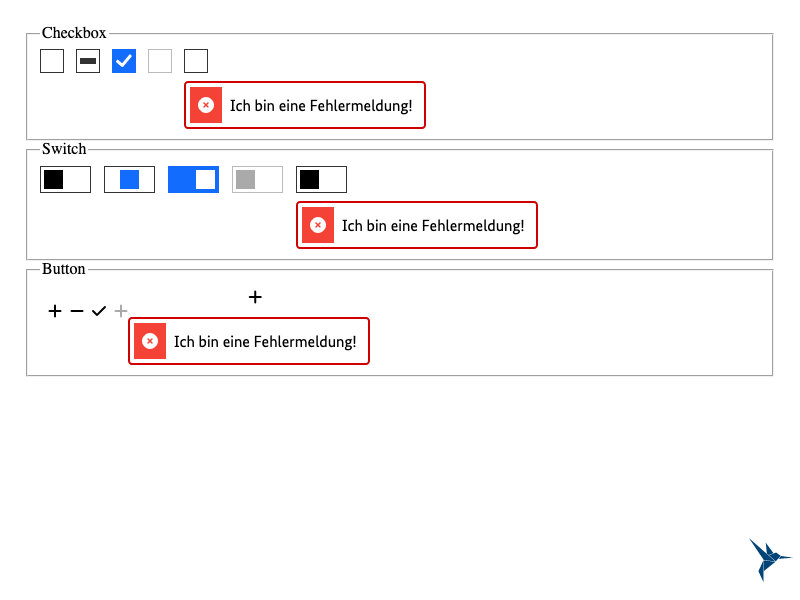 Checkbox
Ich bin eine Fehlermeldung!
Switch
Ich bin eine Fehlermeldung!
Button
Ich bin eine Fehlermeldung!